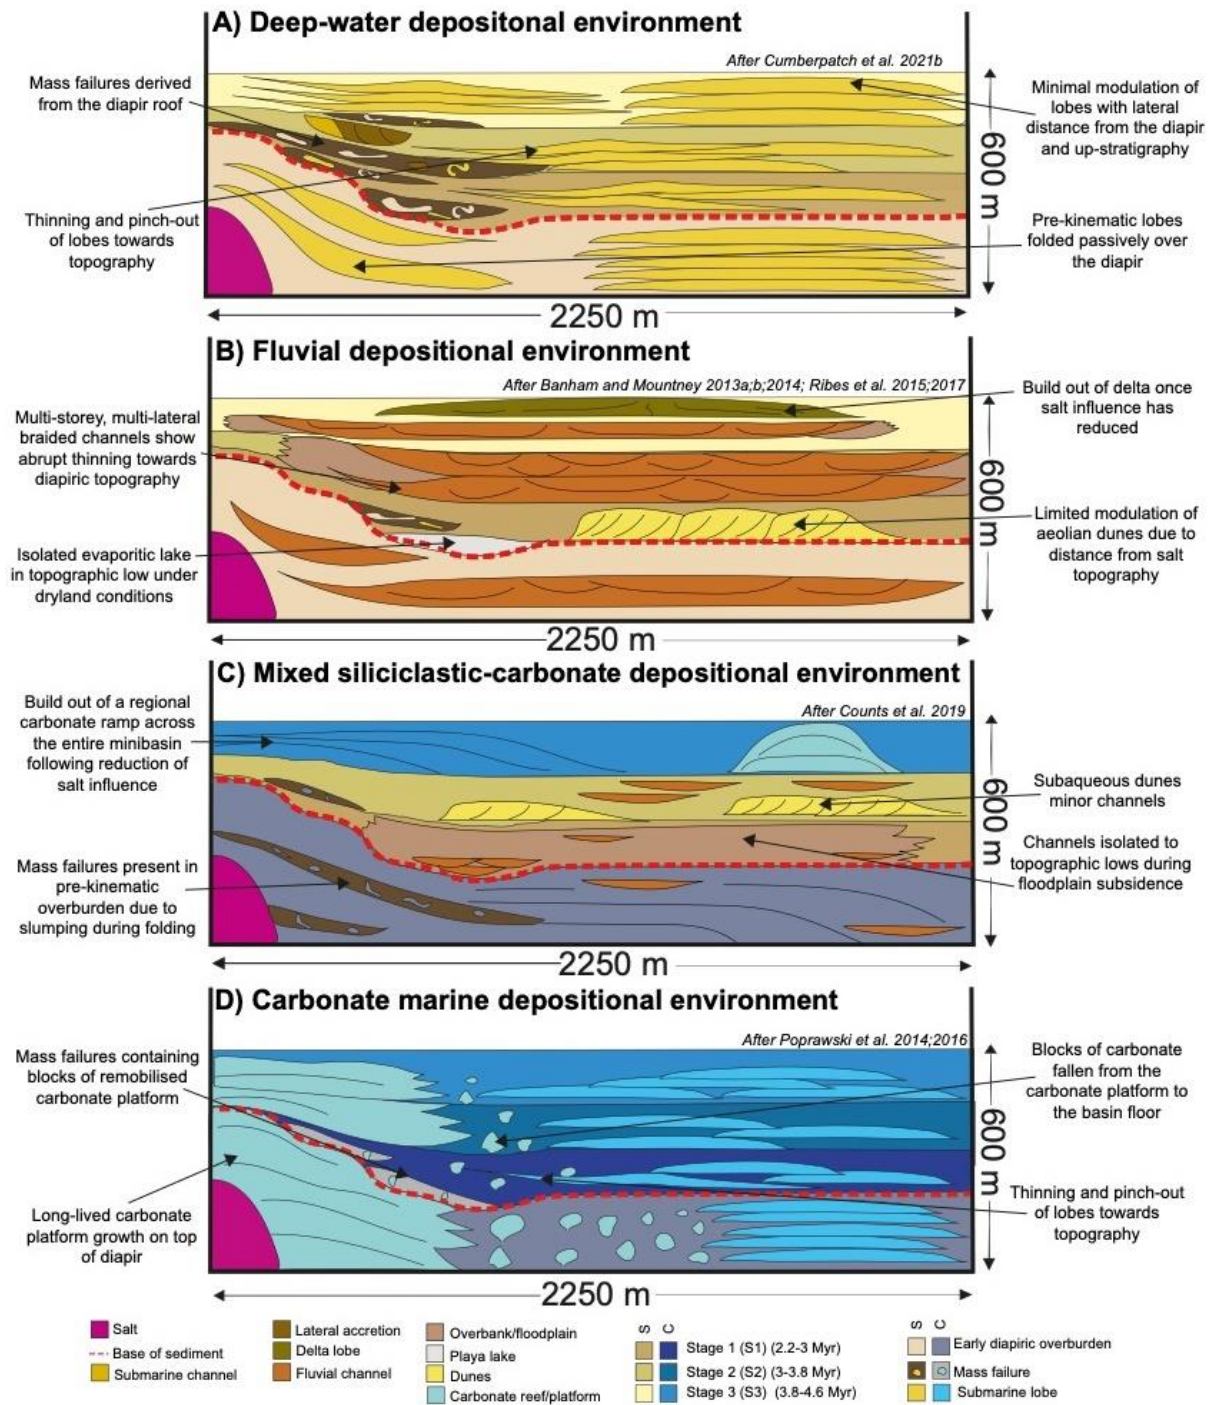 A) Deep-water depositional environment
After Cumberpatch et al. 2021b
Mass failures derived
from the diapir roof
Thinning and pinch-out
of lobes towards
topography
Minimal modulation of
lobes with lateral
distance from the diapir
and up-stratigraphy
Pre-kinematic lobes
folded passively over
the diapir
600 m
2250 m
B) Fluvial depositional environment
After Banham and Mountney 2013a;b;2014; Ribes et al. 2015;2017
Multi-storey, multi-lateral
braided channels show
abrupt thinning towards
diapiric topography
Isolated evaporitic lake
in topographic low under
dryland conditions
Build out of delta once
salt influence has
reduced
Limited modulation of
aeolian dunes due to
distance from salt
topography
600 m
2250 m
C) Mixed siliciclastic-carbonate depositional environment
After Counts et al. 2019
Build out of a regional
carbonate ramp across
the entire minibasin
following reduction of
salt influence
Mass failures present in
pre-kinematic
overburden due to
slumping during folding
Subaqueous dunes
minor channels
Channels isolated to
topographic lows during
floodplain subsidence
600 m
2250 m
D) Carbonate marine depositional environment
After Poprawski et al. 2014;2016
Mass failures containing
blocks of remobilised
carbonate platform
Long-lived carbonate
platform growth on top
of diapir
Blocks of carbonate
fallen from the
carbonate platform to
the basin floor
Thinning and pinch-out
of lobes towards
topography
600 m
2250 m
Salt
Base of sediment
Submarine channel
Lateral accretion
Delta lobe
Fluvial channel
Overbank/floodplain
Playa lake
Dunes
Carbonate reef/platform
S C
Stage 1 (S1) (2.2-3 Myr)
Stage 2 (S2) (3-3.8 Myr)
Stage 3 (S3) (3.8-4.6 Myr)
S C
Early diapiric overburden
Mass failure
Submarine lobe